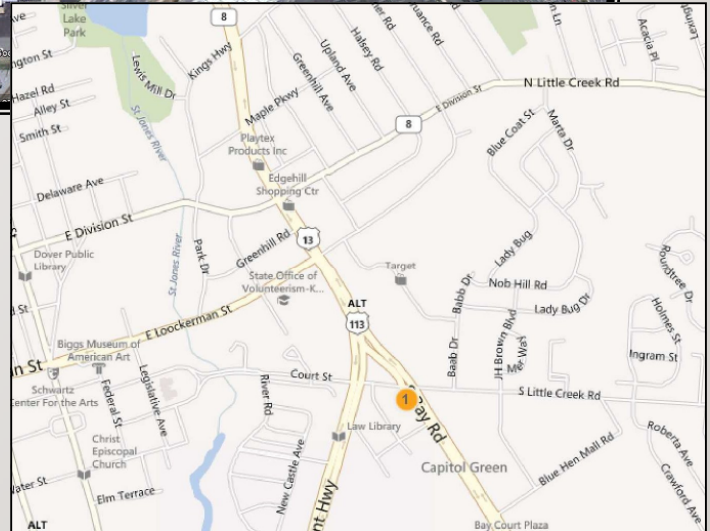 Silver
Lake
Park
8
Kings Hwy
Lewis Mill Dr
Upland Ave
Halsey Rd
Greenhill Ave
Maple Pkwy
Acacia Pl
N Little Creek Rd
E Division St
8
Hazel Rd
Alley St
Smith St
St Jones River
Playtex
Products Inc
Blue Coat St
Marta Dr
Edgehill
Shopping Ctr
Delaware Ave
E Division St
13
Greenhill Rd
Park Dr
St Jones River
Dover Public
Library
State Office of
Volunteerism-K...
Target
Lady Bug
Nob Hill Rd
Lady Bug Dr
Babb Dr
Roundtree Dr
Holmes St
ALT
113
E Loockerman St
Biggs Museum of
American Art
JH Brown Blvd
Baab Dr
Ingram St
Schwartz
Center For the Arts
Federal St
Legislative Ave
Court St
River Rd
S Little Creek Rd
1
Bay Rd
Law Library
Christ
Episcopal
Church
New Castle Ave
Capitol Green
Blue Hen Mall Rd
Roberta Ave
Crawford Ave
Elm Terrace
Bay Court Plaza
ALT